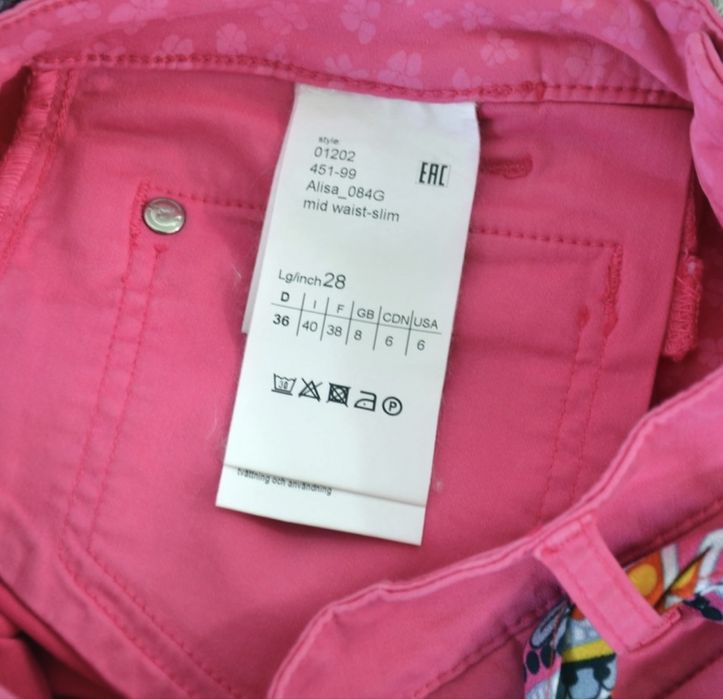 style:
01202
451-99
Alisa_084G
mid waist-slim
EAC
Lg/inch 28
D I F GB CDN USA
36 40 38 8 6 6
30 P
tvättning och användning